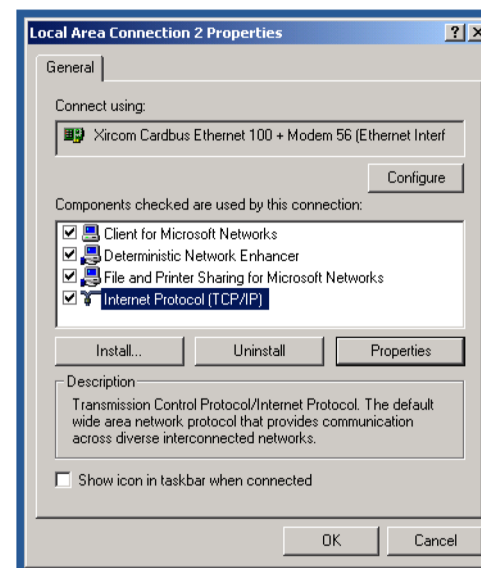 Local Area Connection 2 Properties
General
Connect using:
Xircom Cardbus Ethernet 100 + Modem 56 (Ethernet Interf
Configure
Components checked are used by this connection:
Client for Microsoft Networks
Deterministic Network Enhancer
File and Printer Sharing for Microsoft Networks
Internet Protocol (TCP/IP)
Install... Uninstall Properties
Description
Transmission Control Protocol/Internet Protocol. The default
wide area network protocol that provides communication
across diverse interconnected networks.
Show icon in taskbar when connected
OK Cancel